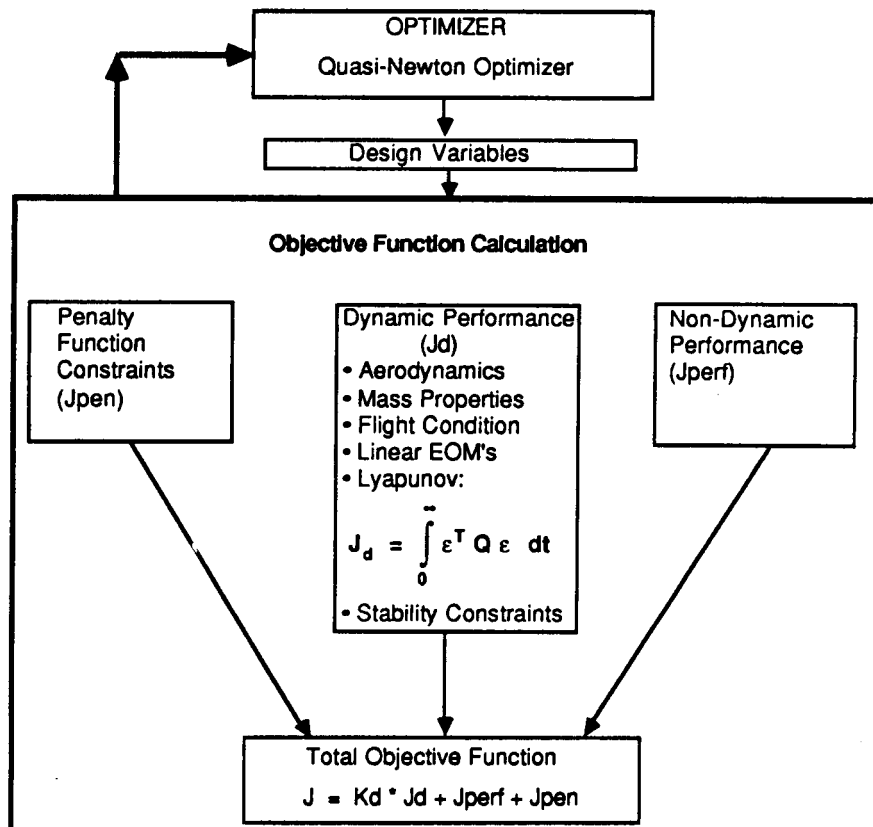 OPTIMIZER
Quasi-Newton Optimizer
Design Variables
Objective Function Calculation
Penalty
Function
Constraints
(Jpen)
Dynamic Performance
(Jd)
• Aerodynamics
• Mass Properties
• Flight Condition
• Linear EOM's
• Lyapunov:
J_d = ∫_0^∞ ε^T Q ε dt
• Stability Constraints
Non-Dynamic
Performance
(Jperf)
Total Objective Function
J = Kd * Jd + Jperf + Jpen